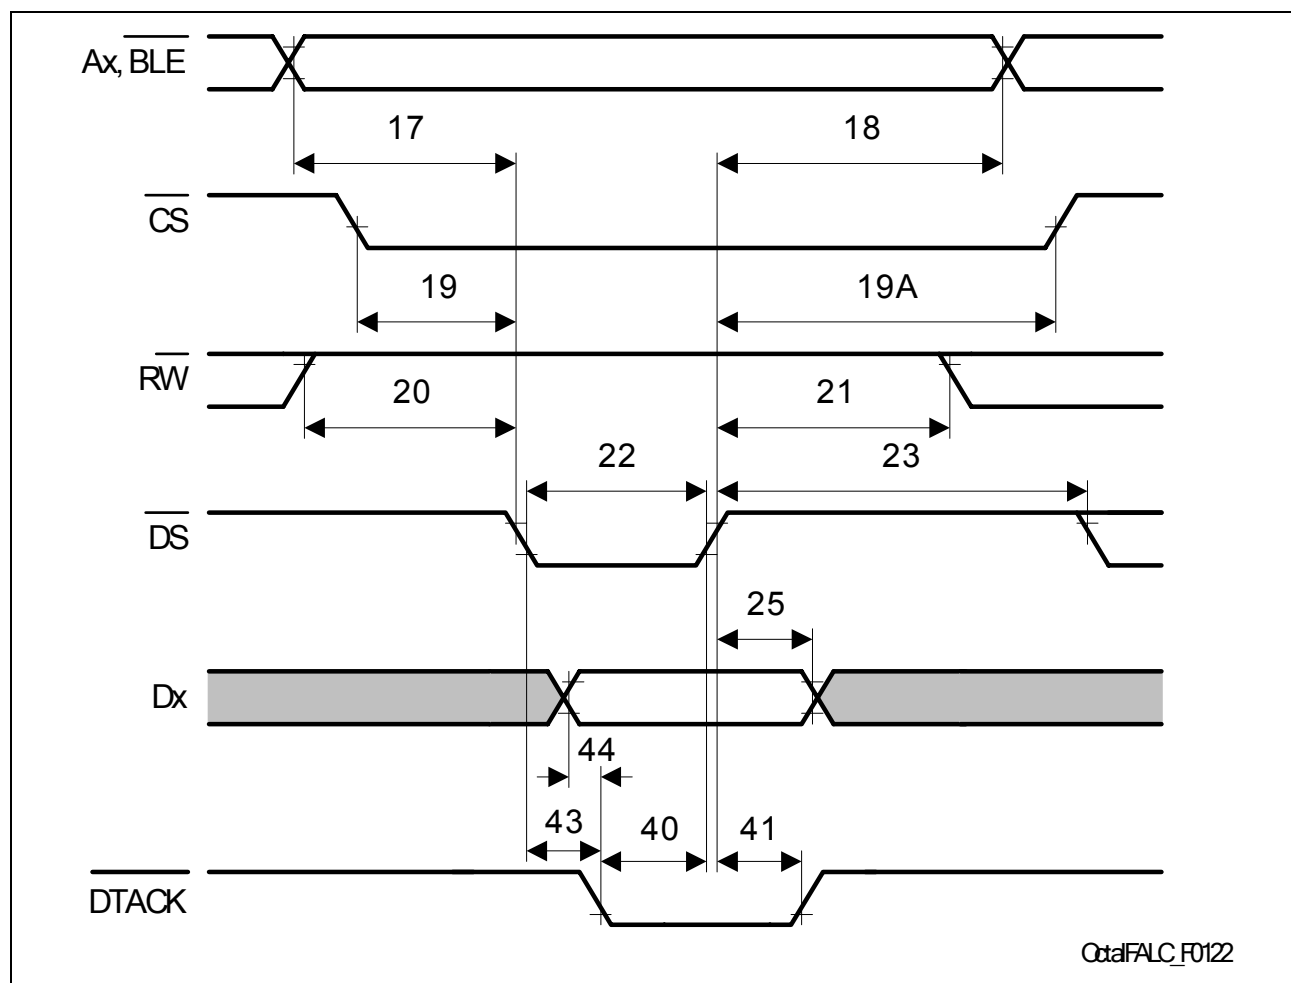 Ax, BLE
17
18
CS
19
19A
RW
20
21
22
23
DS
25
Dx
44
43
40
41
DTACK
OctalFALC_F0122